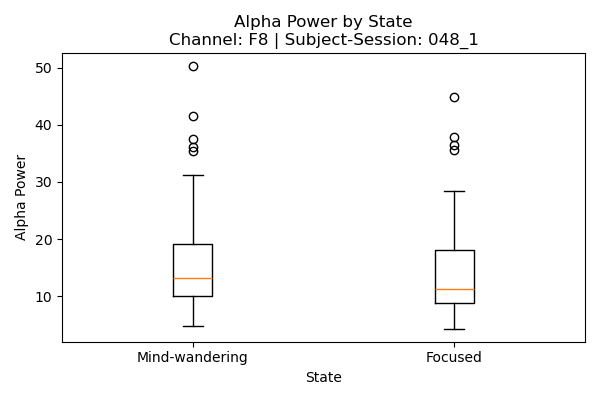 Alpha Power by State
Channel: F8 | Subject-Session: 048_1
50
40
30
20
10
Alpha Power
Mind-wandering
Focused
State